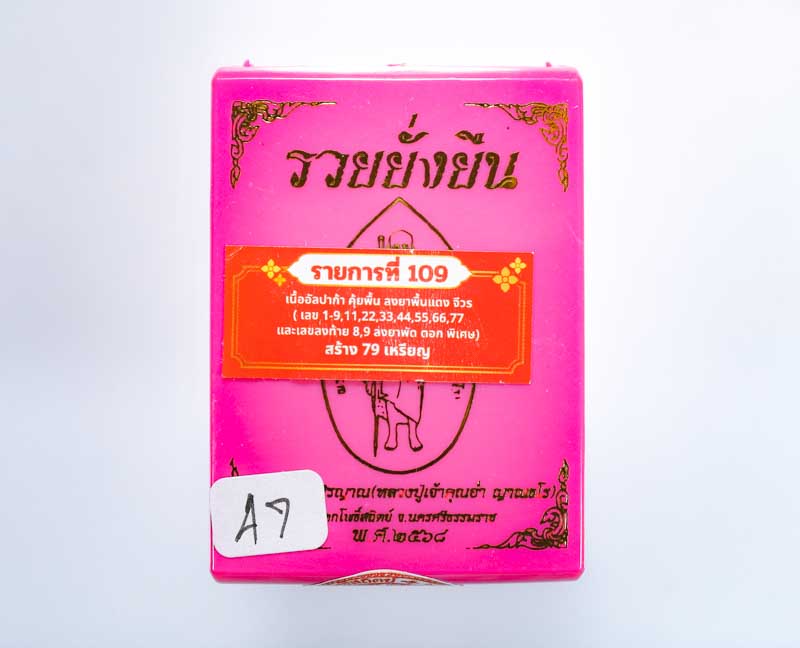 รวยยั่งยืน
รายการที่ 109
เนื้ออัลปาก้า คุ้ยพื้น ลงยาพื้นแดง จีวร
( เลข 1-9,11,22,33,44,55,66,77
และเลขลงท้าย 8,9 ลงยาพัด ตอก พิเศษ)
สร้าง 79 เหรียญ
(หลวงปู่เจ้าคุณอ่ำ
โพธิ์สถิตย์ จ.นครศรีธรรมราช
พ.ศ.๒๕๖๘
A7